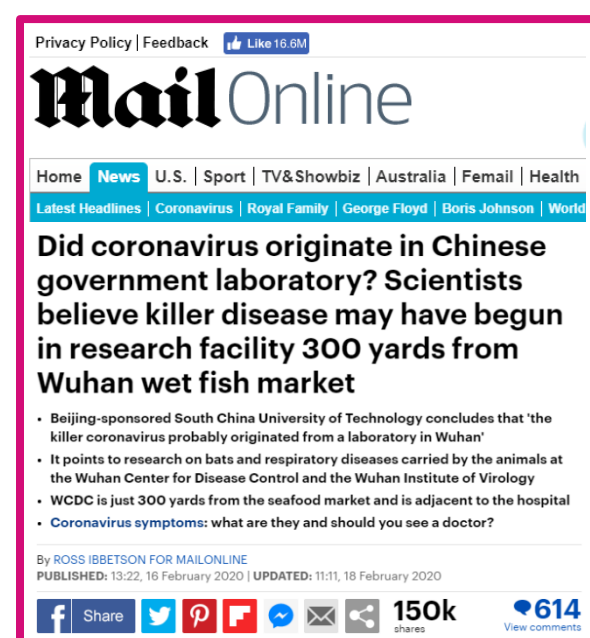 Privacy Policy | Feedback Like 16.6M
Mail Online
Home News U.S. | Sport | TV&Showbiz | Australia | Femail | Health
Latest Headlines | Coronavirus | Royal Family | George Floyd | Boris Johnson | World
Did coronavirus originate in Chinese
government laboratory? Scientists
believe killer disease may have begun
in research facility 300 yards from
Wuhan wet fish market
• Beijing-sponsored South China University of Technology concludes that 'the
killer coronavirus probably originated from a laboratory in Wuhan'
• It points to research on bats and respiratory diseases carried by the animals at
the Wuhan Center for Disease Control and the Wuhan Institute of Virology
• WCDC is just 300 yards from the seafood market and is adjacent to the hospital
• Coronavirus symptoms: what are they and should you see a doctor?
By ROSS IBBETSON FOR MAILONLINE
PUBLISHED: 13:22, 16 February 2020 | UPDATED: 11:11, 18 February 2020
f Share 150k 614
shares View comments